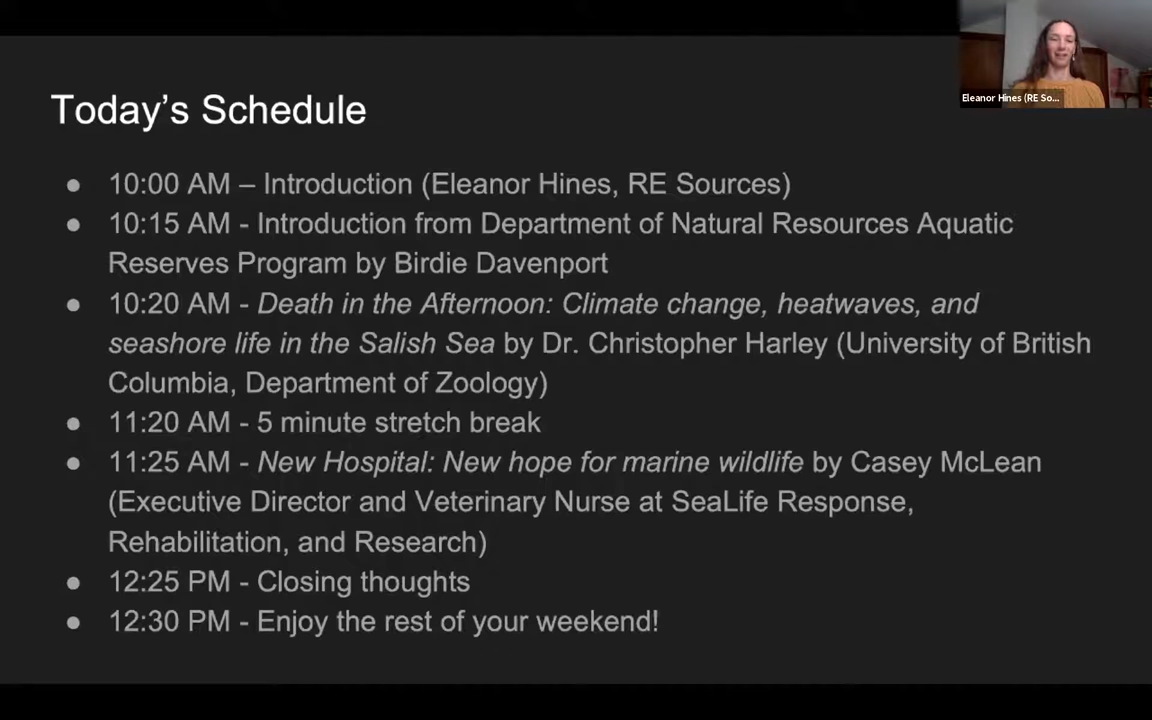 Eleanor Hines (RE So...
Today’s Schedule
● 10:00 AM – Introduction (Eleanor Hines, RE Sources)
● 10:15 AM - Introduction from Department of Natural Resources Aquatic
Reserves Program by Birdie Davenport
● 10:20 AM - Death in the Afternoon: Climate change, heatwaves, and
seashore life in the Salish Sea by Dr. Christopher Harley (University of British
Columbia, Department of Zoology)
● 11:20 AM - 5 minute stretch break
● 11:25 AM - New Hospital: New hope for marine wildlife by Casey McLean
(Executive Director and Veterinary Nurse at SeaLife Response,
Rehabilitation, and Research)
● 12:25 PM - Closing thoughts
● 12:30 PM - Enjoy the rest of your weekend!